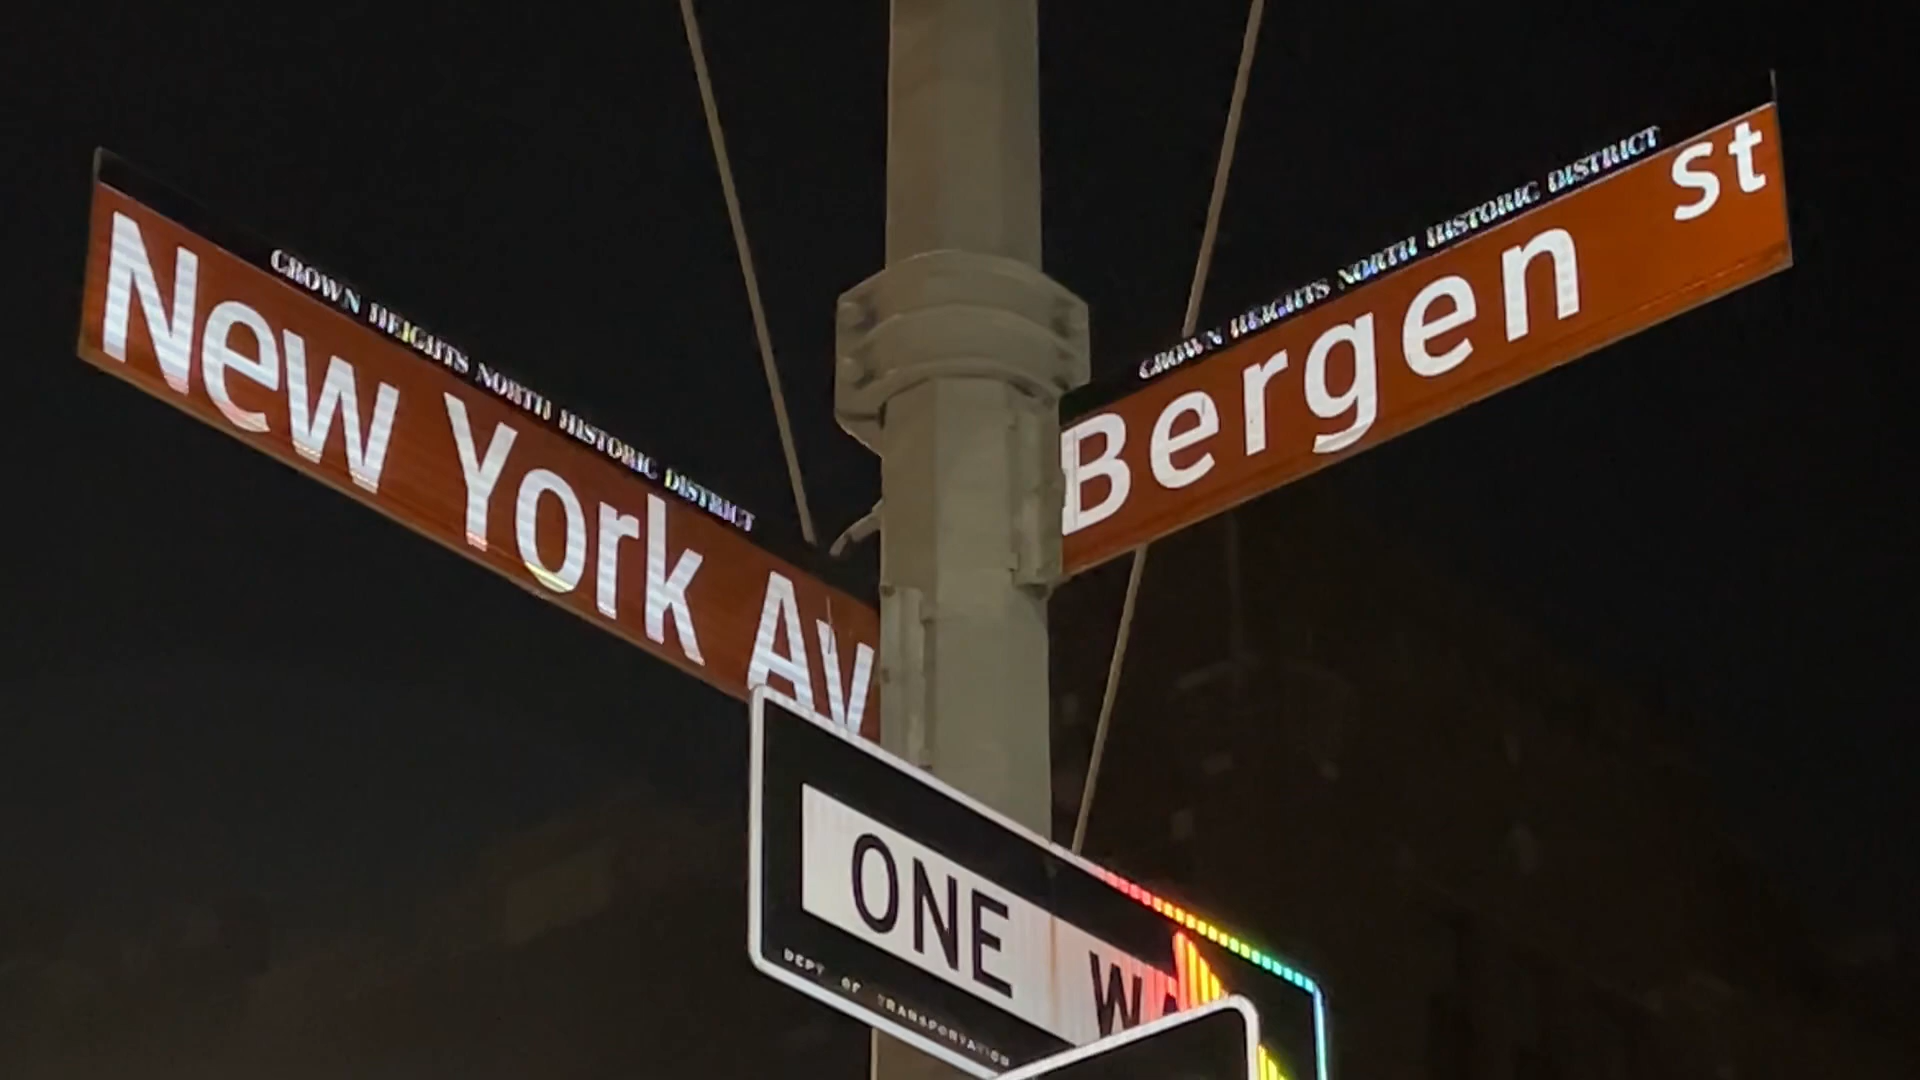 CROWN HEIGHTS NORTH HISTORIC DISTRICT
New York Av
CROWN HEIGHTS NORTH HISTORIC DISTRICT
Bergen St
ONE
DEPT OF TRANSPORTATION